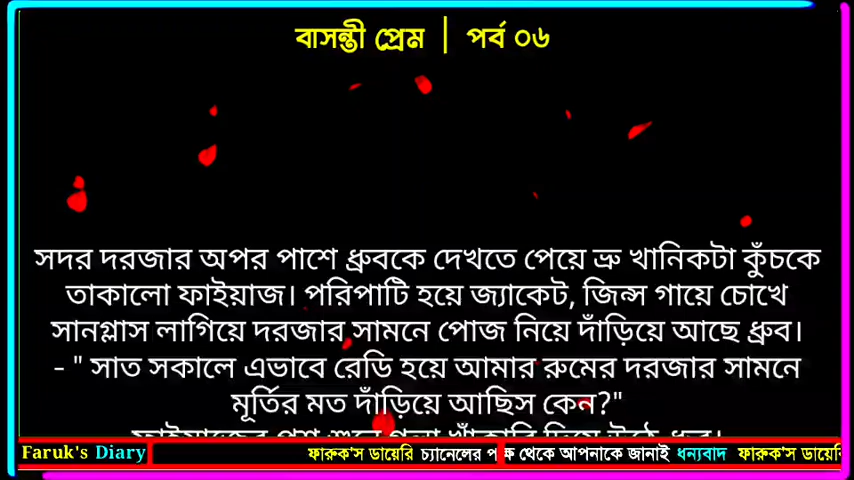 বাসন্তী প্রেম | পর্ব ০৬
সদর দরজার অপর পাশে ধ্রুবকে দেখতে পেয়ে ভ্রু খানিকটা কুঁচকে
তাকালো ফাইয়াজ। পরিপাটি হয়ে জ্যাকেট, জিন্স গায়ে চোখে
সানগ্লাস লাগিয়ে দরজার সামনে পোজ নিয়ে দাঁড়িয়ে আছে ধ্রুব।
- " সাত সকালে এভাবে রেডি হয়ে আমার রুমের দরজার সামনে
মূর্তির মত দাঁড়িয়ে আছিস কেন?"
Faruk's Diary ফারুক'স ডায়েরি চ্যানেলের পক্ষ থেকে আপনাকে জানাই ধন্যবাদ ফারুক'স ডায়েরি